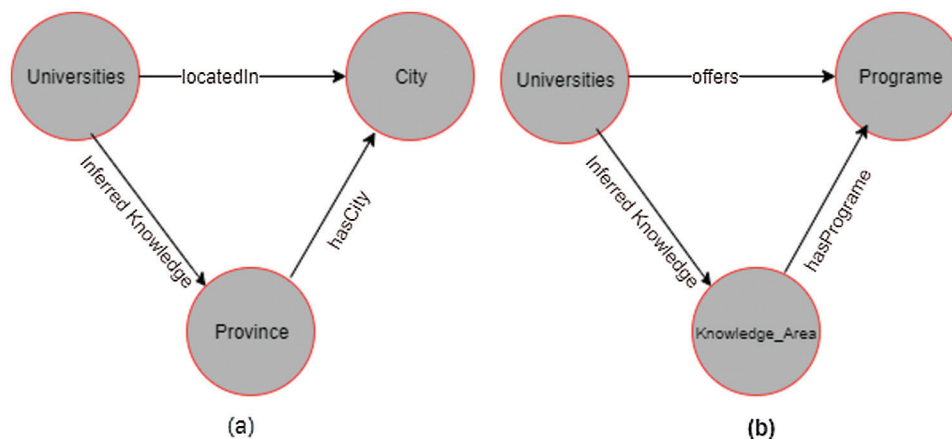 Universities
locatedIn
City
Inferred Knowledge
hasCity
Province
(a)
Universities
offers
Programe
Inferred Knowledge
hasPrograme
Knowledge_Area
(b)